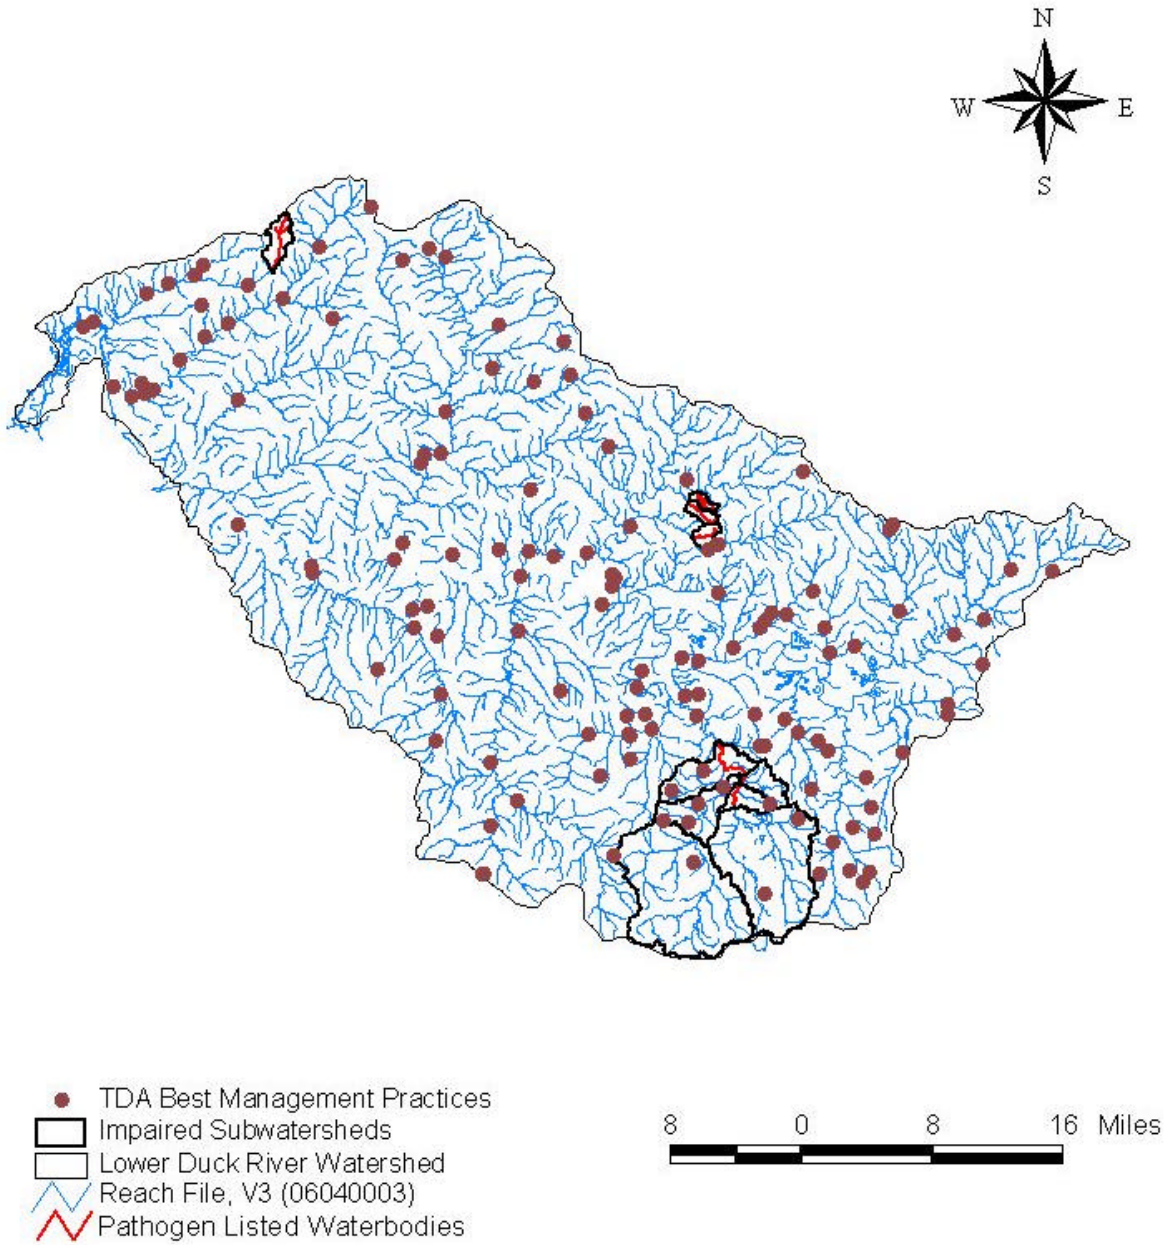 N
W E
S
TDA Best Management Practices
Impaired Subwatersheds
Lower Duck River Watershed
Reach File, V3 (06040003)
Pathogen Listed Waterbodies
8 0 8 16 Miles